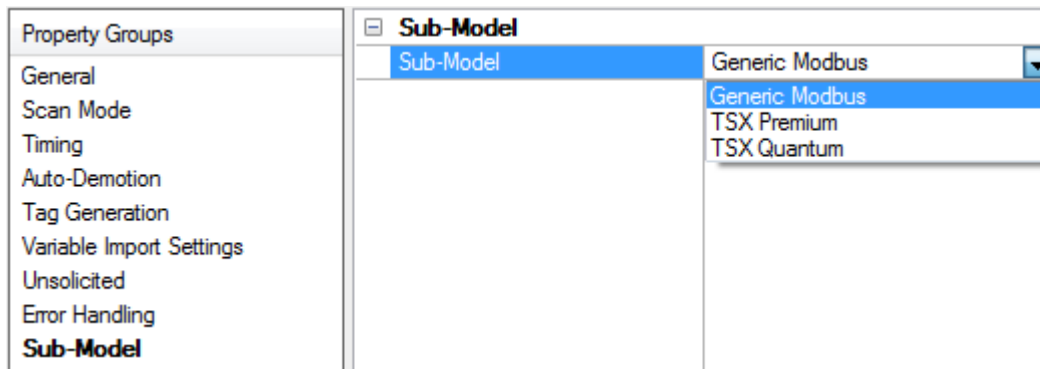 Property Groups
General
Scan Mode
Timing
Auto-Demotion
Tag Generation
Variable Import Settings
Unsolicited
Error Handling
Sub-Model
Sub-Model
Sub-Model Generic Modbus
Generic Modbus
TSX Premium
TSX Quantum